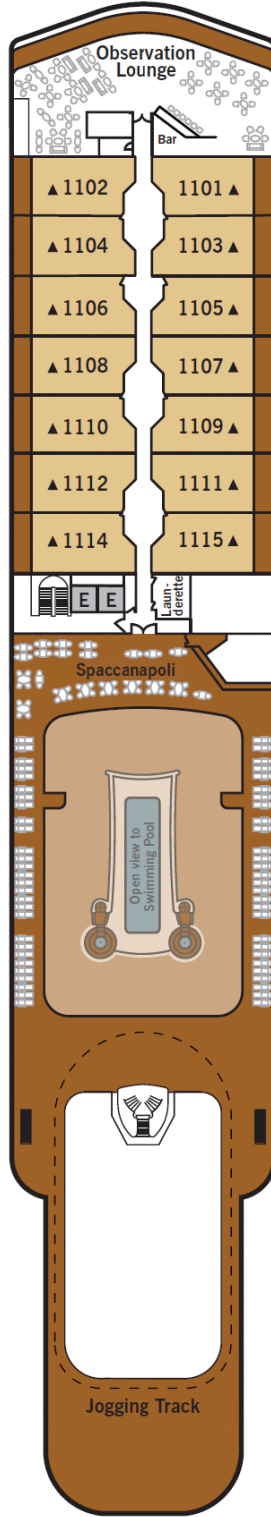 Observation
Lounge
Bar
▲1102 1101▲
▲1104 1103▲
▲1106 1105▲
▲1108 1107▲
▲1110 1109▲
▲1112 1111▲
▲1114 1115▲
E E
Laun-
derette
Spaccanapoli
Open view to
Swimming Pool
Jogging Track